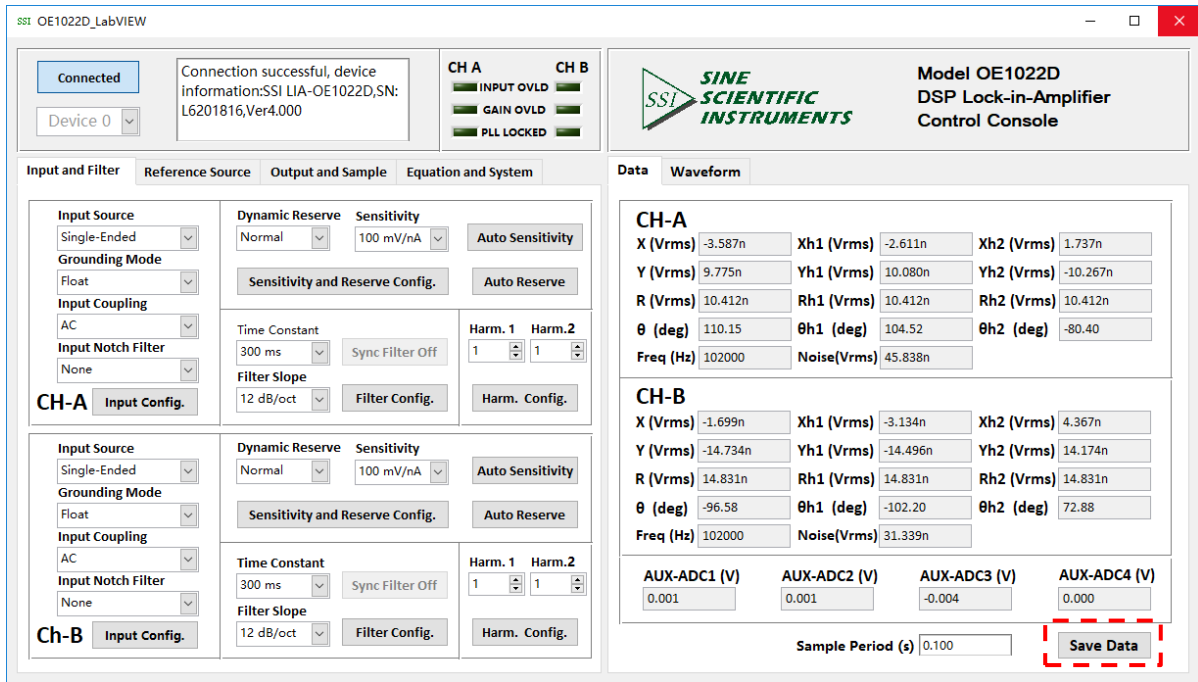 SSI OE1022D_LabVIEW
Connected
Device 0
Connection successful, device
information:SSI LIA-OE1022D,SN:
L6201816,Ver4.000
CH A CH B
INPUT OVLD
GAIN OVLD
PLL LOCKED
SSI
SINE
SCIENTIFIC
INSTRUMENTS
Model OE1022D
DSP Lock-in-Amplifier
Control Console
Input and Filter Reference Source Output and Sample Equation and System
Input Source
Single-Ended
Grounding Mode
Float
Input Coupling
AC
Input Notch Filter
None
CH-A Input Config.
Dynamic Reserve Sensitivity
Normal 100 mV/nA Auto Sensitivity
Sensitivity and Reserve Config. Auto Reserve
Time Constant
300 ms Sync Filter Off
Filter Slope
12 dB/oct Filter Config.
Harm. 1 Harm.2
1 1
Harm. Config.
Input Source
Single-Ended
Grounding Mode
Float
Input Coupling
AC
Input Notch Filter
None
Ch-B Input Config.
Dynamic Reserve Sensitivity
Normal 100 mV/nA Auto Sensitivity
Sensitivity and Reserve Config. Auto Reserve
Time Constant
300 ms Sync Filter Off
Filter Slope
12 dB/oct Filter Config.
Harm. 1 Harm.2
1 1
Harm. Config.
Data Waveform
CH-A
X (Vrms) -3.587n Xh1 (Vrms) -2.611n Xh2 (Vrms) 1.737n
Y (Vrms) 9.775n Yh1 (Vrms) 10.080n Yh2 (Vrms) -10.267n
R (Vrms) 10.412n Rh1 (Vrms) 10.412n Rh2 (Vrms) 10.412n
θ (deg) 110.15 θh1 (deg) 104.52 θh2 (deg) -80.40
Freq (Hz) 102000 Noise(Vrms) 45.838n
CH-B
X (Vrms) -1.699n Xh1 (Vrms) -3.134n Xh2 (Vrms) 4.367n
Y (Vrms) -14.734n Yh1 (Vrms) -14.496n Yh2 (Vrms) 14.174n
R (Vrms) 14.831n Rh1 (Vrms) 14.831n Rh2 (Vrms) 14.831n
θ (deg) -96.58 θh1 (deg) -102.20 θh2 (deg) 72.88
Freq (Hz) 102000 Noise(Vrms) 31.339n
AUX-ADC1 (V) AUX-ADC2 (V) AUX-ADC3 (V) AUX-ADC4 (V)
0.001 0.001 -0.004 0.000
Sample Period (s) 0.100 Save Data